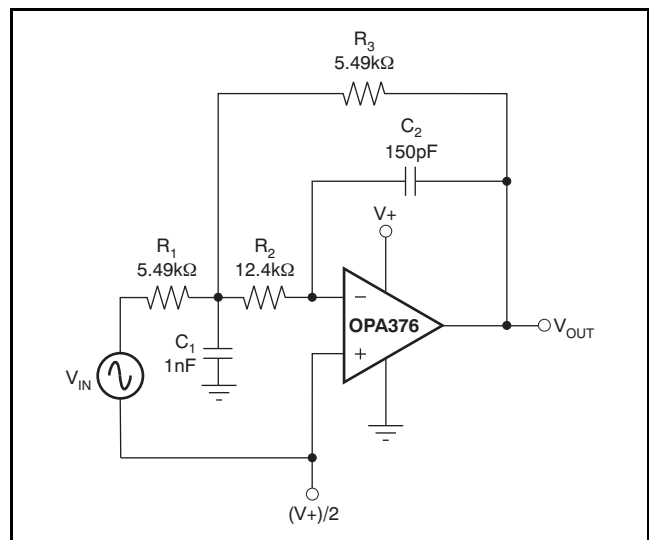 R3
5.49kΩ
C2
150pF
V+
R1
5.49kΩ
R2
12.4kΩ
−
OPA376
+
VOUT
C1
1nF
VIN
(V+)/2